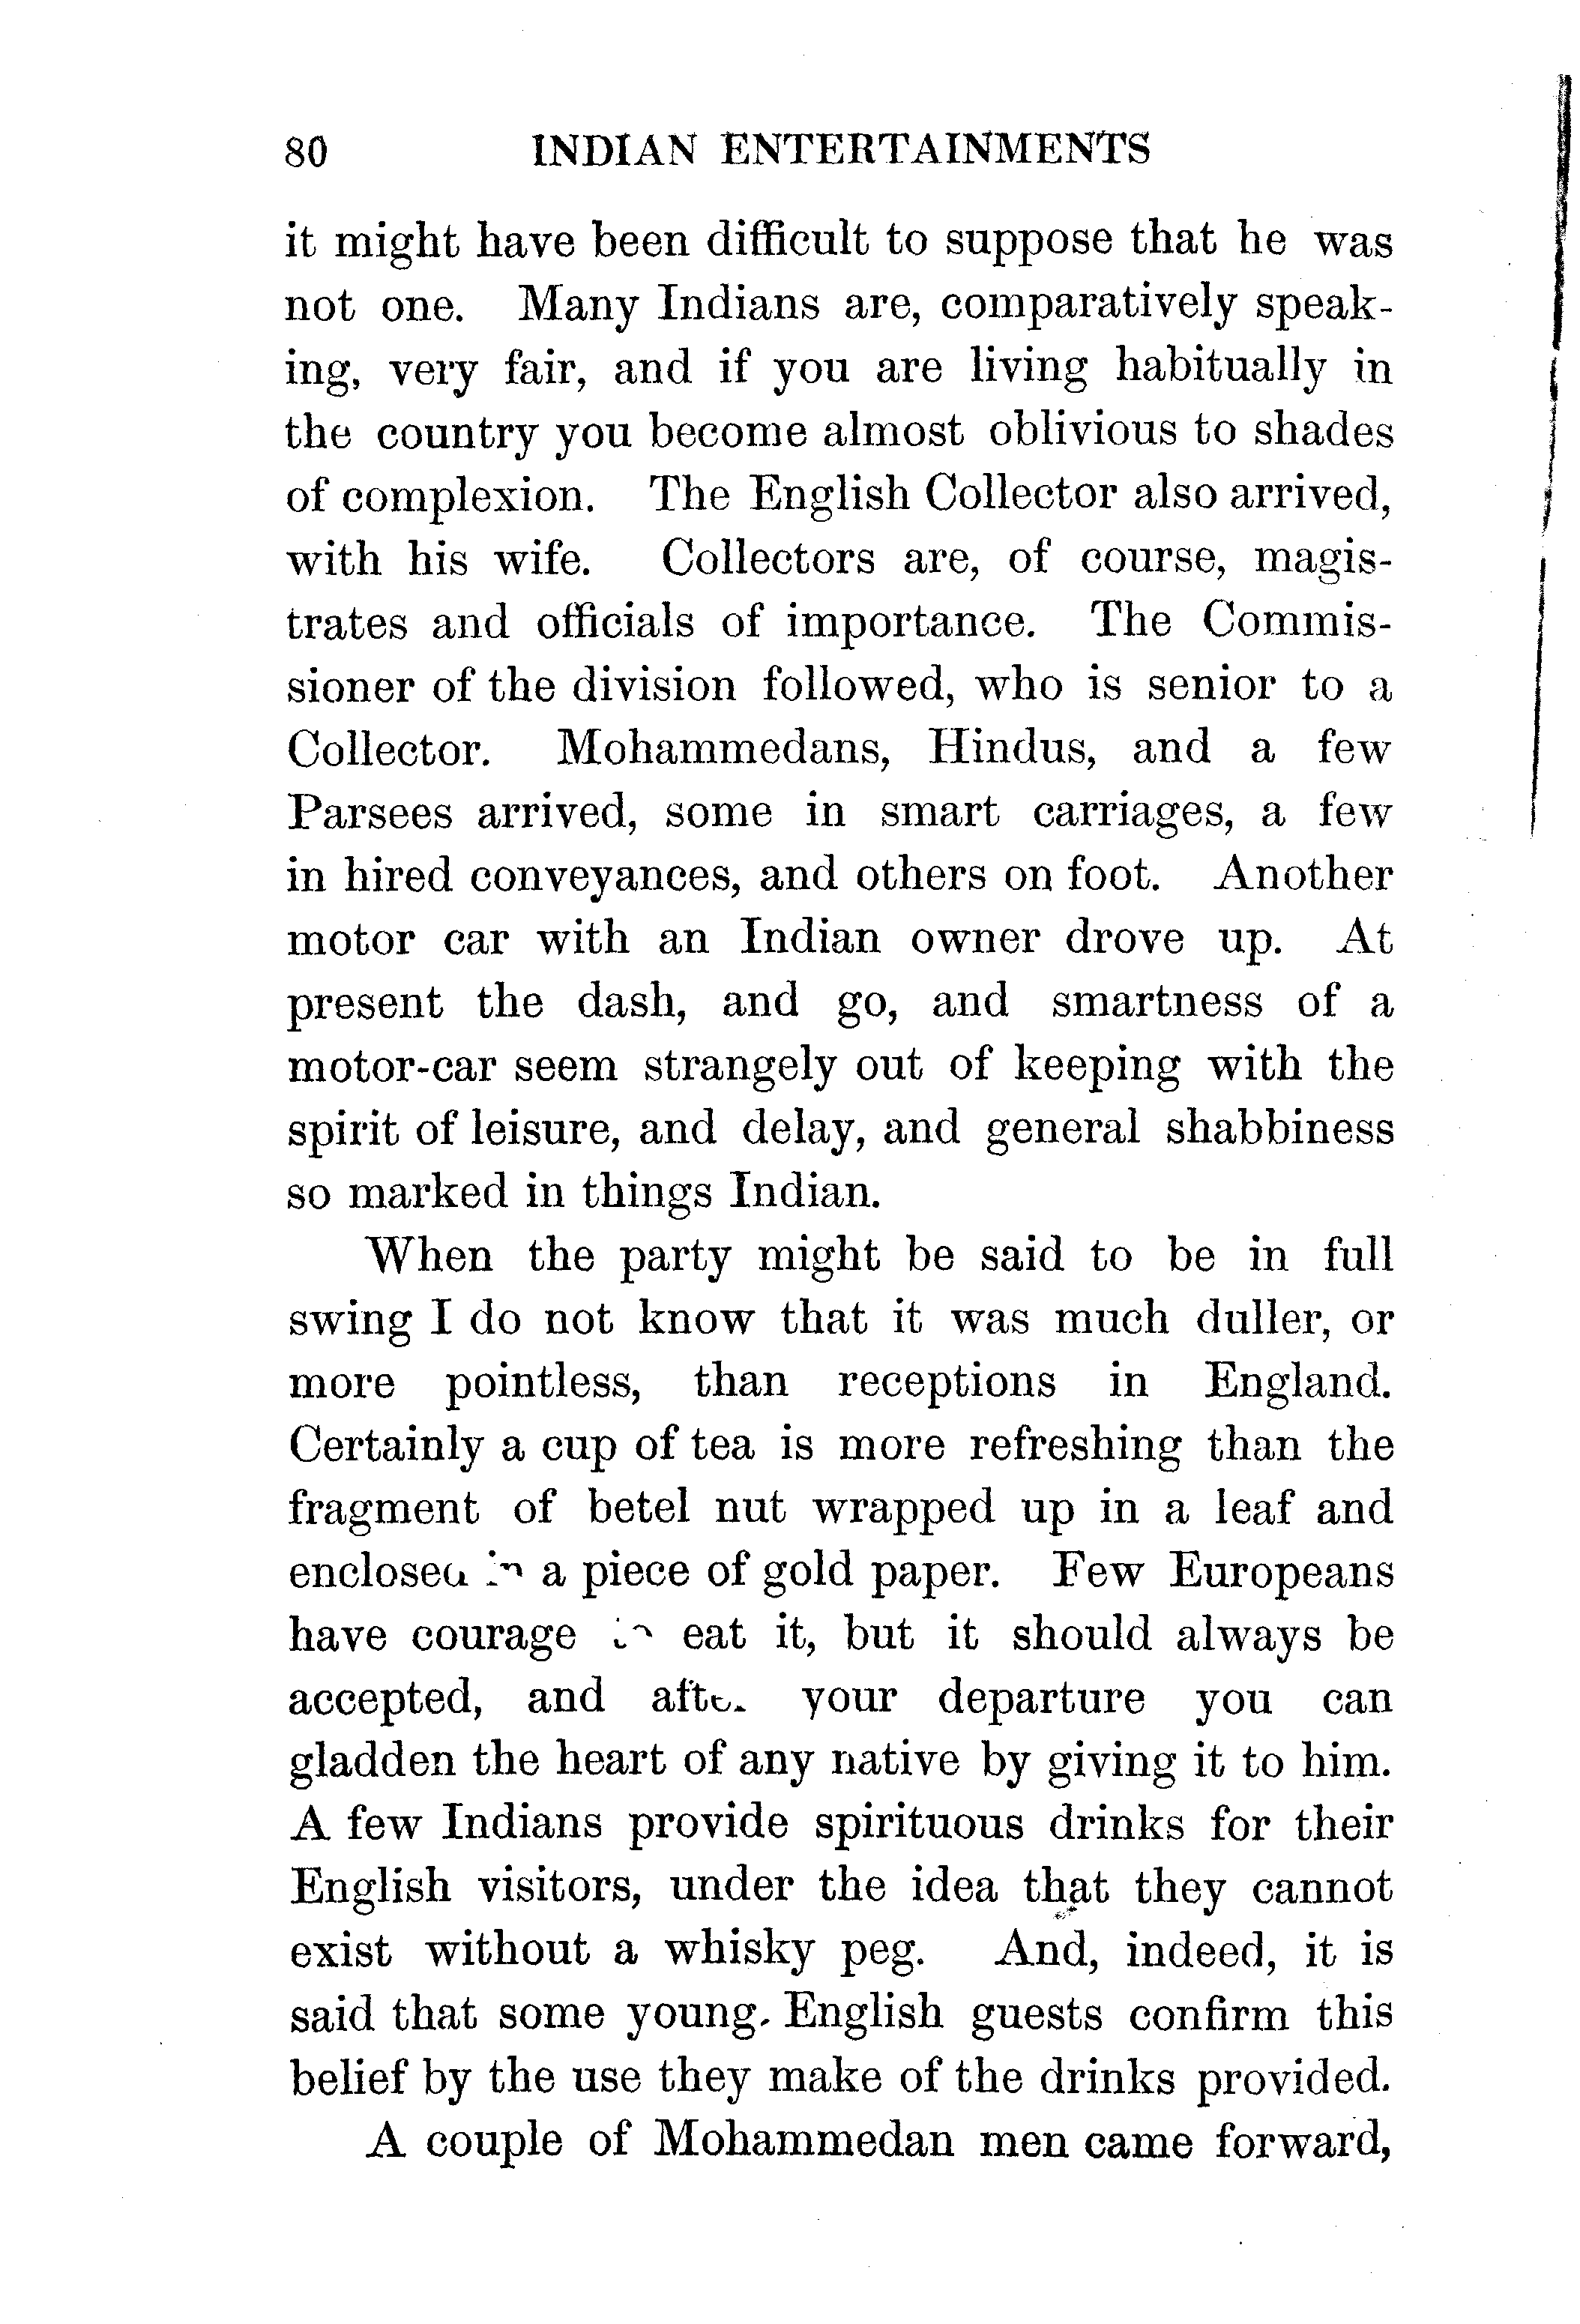 80 INDIAN ENTERTAINMENTS
it might have been difficult to suppose that he was
not one. Many Indians are, comparatively speak-
ing, very fair, and if you are living habitually in
the country you become almost oblivious to shades
of complexion. The English Collector also arrived,
with his wife. Collectors are, of course, magis-
trates and officials of importance. The Commis-
sioner of the division followed, who is senior to a
Collector. Mohammedans, Hindus, and a few
Parsees arrived, some in smart carriages, a few
in hired conveyances, and others on foot. Another
motor car with an Indian owner drove up. At
present the dash, and go, and smartness of a
motor-car seem strangely out of keeping with the
spirit of leisure, and delay, and general shabbiness
so marked in things Indian.
When the party might be said to be in full
swing I do not know that it was much duller, or
more pointless, than receptions in England.
Certainly a cup of tea is more refreshing than the
fragment of betel nut wrapped up in a leaf and
enclosed in a piece of gold paper. Few Europeans
have courage to eat it, but it should always be
accepted, and after your departure you can
gladden the heart of any native by giving it to him.
A few Indians provide spirituous drinks for their
English visitors, under the idea that they cannot
exist without a whisky peg. And, indeed, it is
said that some young English guests confirm this
belief by the use they make of the drinks provided.
A couple of Mohammedan men came forward,